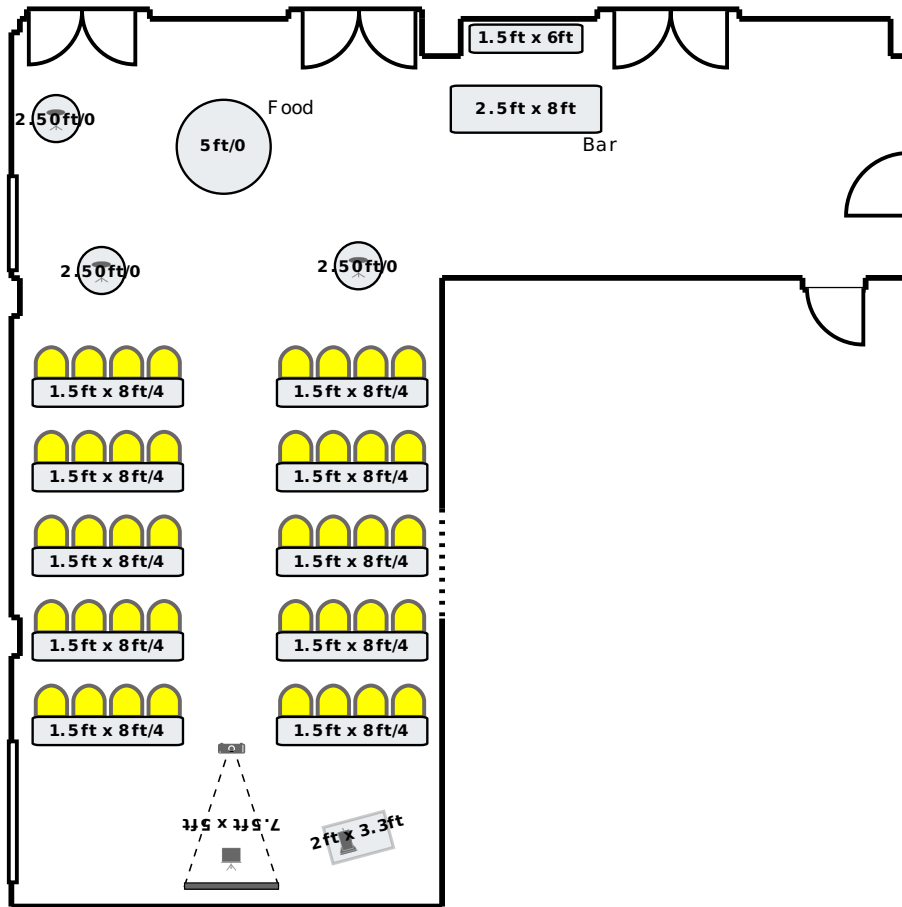 1.5ft x 6ft
Food
2.5ft x 8ft
2.50ft/0
5ft/0
Bar
2.50ft/0
2.50ft/0
1.5ft x 8ft/4
1.5ft x 8ft/4
1.5ft x 8ft/4
1.5ft x 8ft/4
1.5ft x 8ft/4
1.5ft x 8ft/4
1.5ft x 8ft/4
1.5ft x 8ft/4
1.5ft x 8ft/4
1.5ft x 8ft/4
7.5ft x 5ft
2ft x 3.3ft